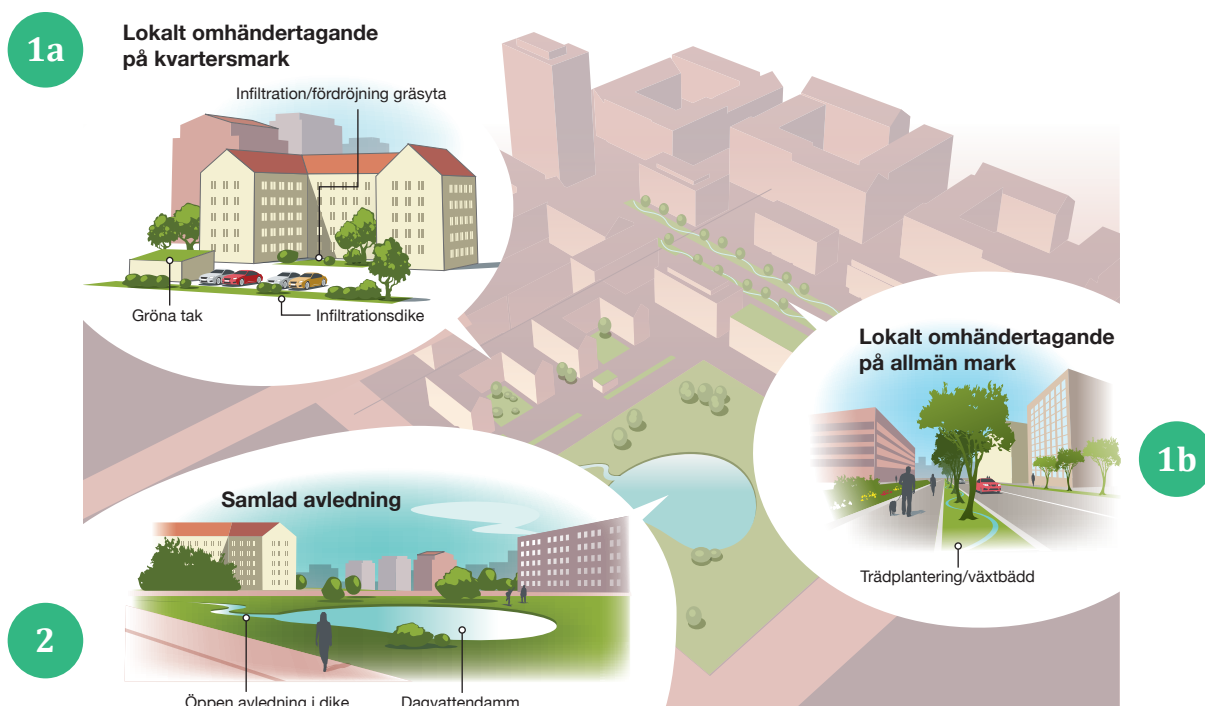 1a
Lokalt omhändertagande
på kvartersmark
Infiltration/fördröjning gräsyta
Gröna tak
Infiltrationsdike
Lokalt omhändertagande
på allmän mark
1b
Trädplantering/växtbädd
Samlad avledning
2
Öppen avledning i dike
Dagvattendamm